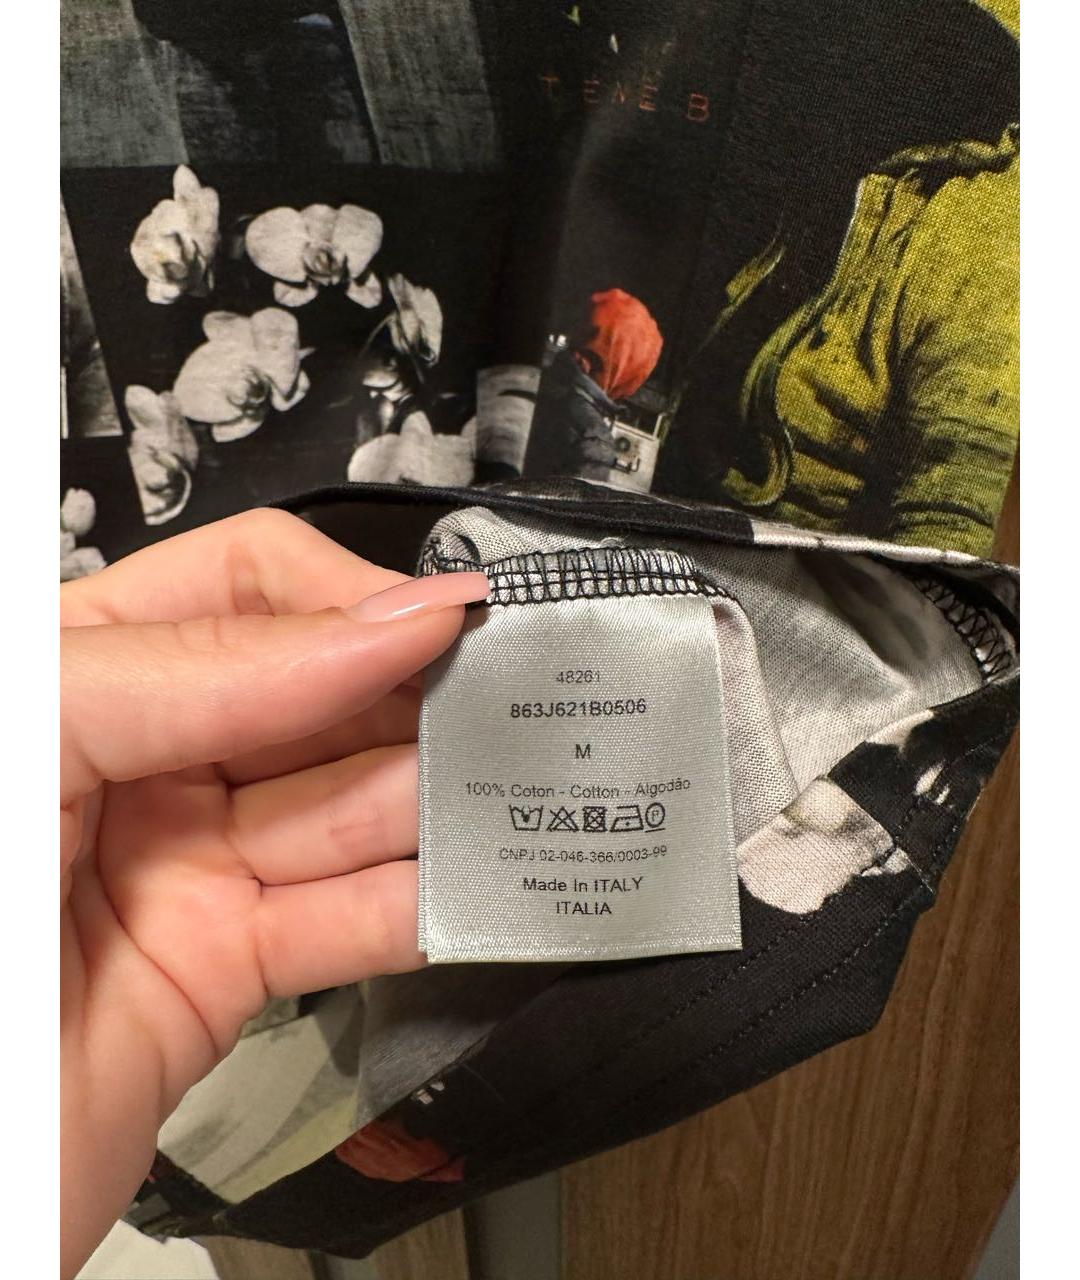 TENEB
48261
863J621B0506
M
100% Coton - Cotton - Algodão
CNPJ 02-046-366/0003-99
Made In ITALY
ITALIA